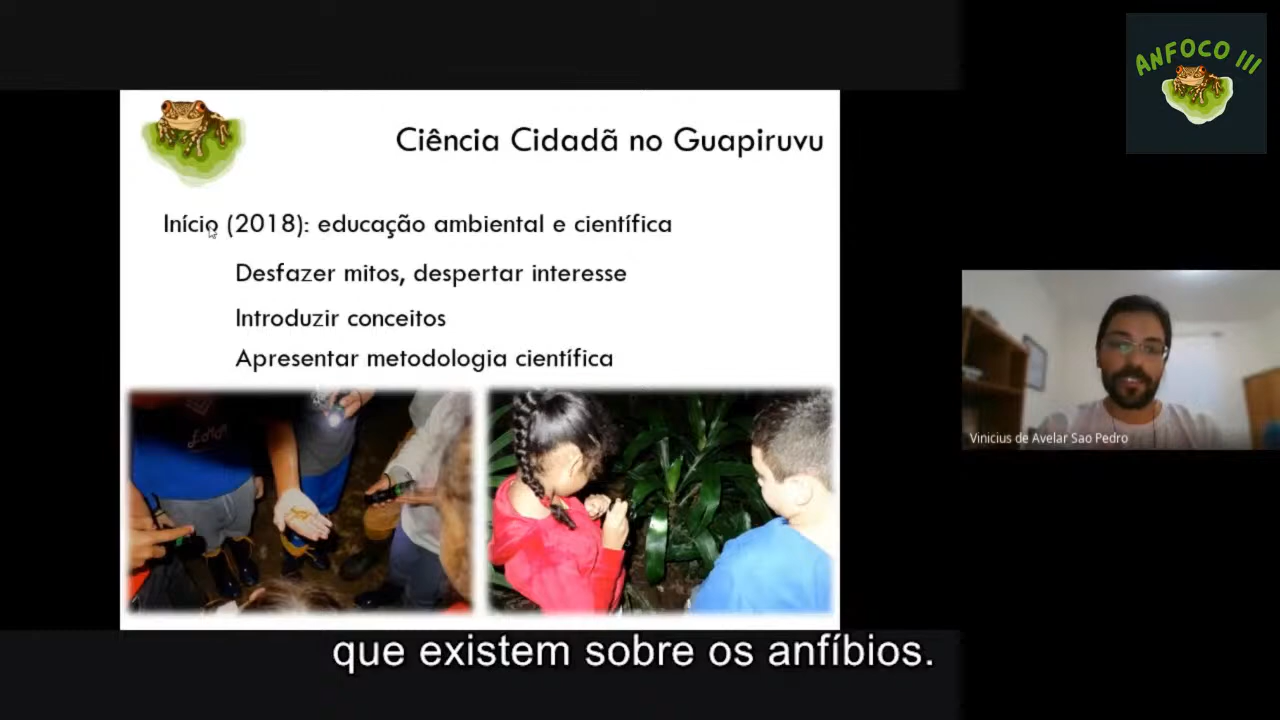 ANFOCO III
Ciência Cidadã no Guapiruvu
Início (2018): educação ambiental e científica
Desfazer mitos, despertar interesse
Introduzir conceitos
Apresentar metodologia científica
Vinicius de Avelar Sao Pedro
que existem sobre os anfíbios.